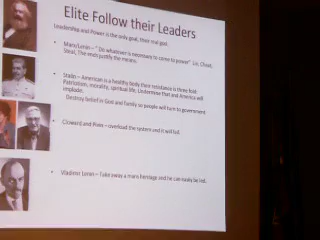 Elite Follow their Leaders
Leadership and Power is the only goal, their real god.
• Marx/Lenin – " Do whatever is necessary to come to power" Lie, Cheat,
Steal, The ends justify the means.
• Stalin – American is a healthy body their resistance is three fold
Patriotism, morality, spiritual life. Undermine that and America will
implode.
Destroy belief in God and family so people will turn to government
• Cloward and Piven – overload the system and it will fail
• Vladimir Lenin – Take away a mans heritage and he can easily be led.